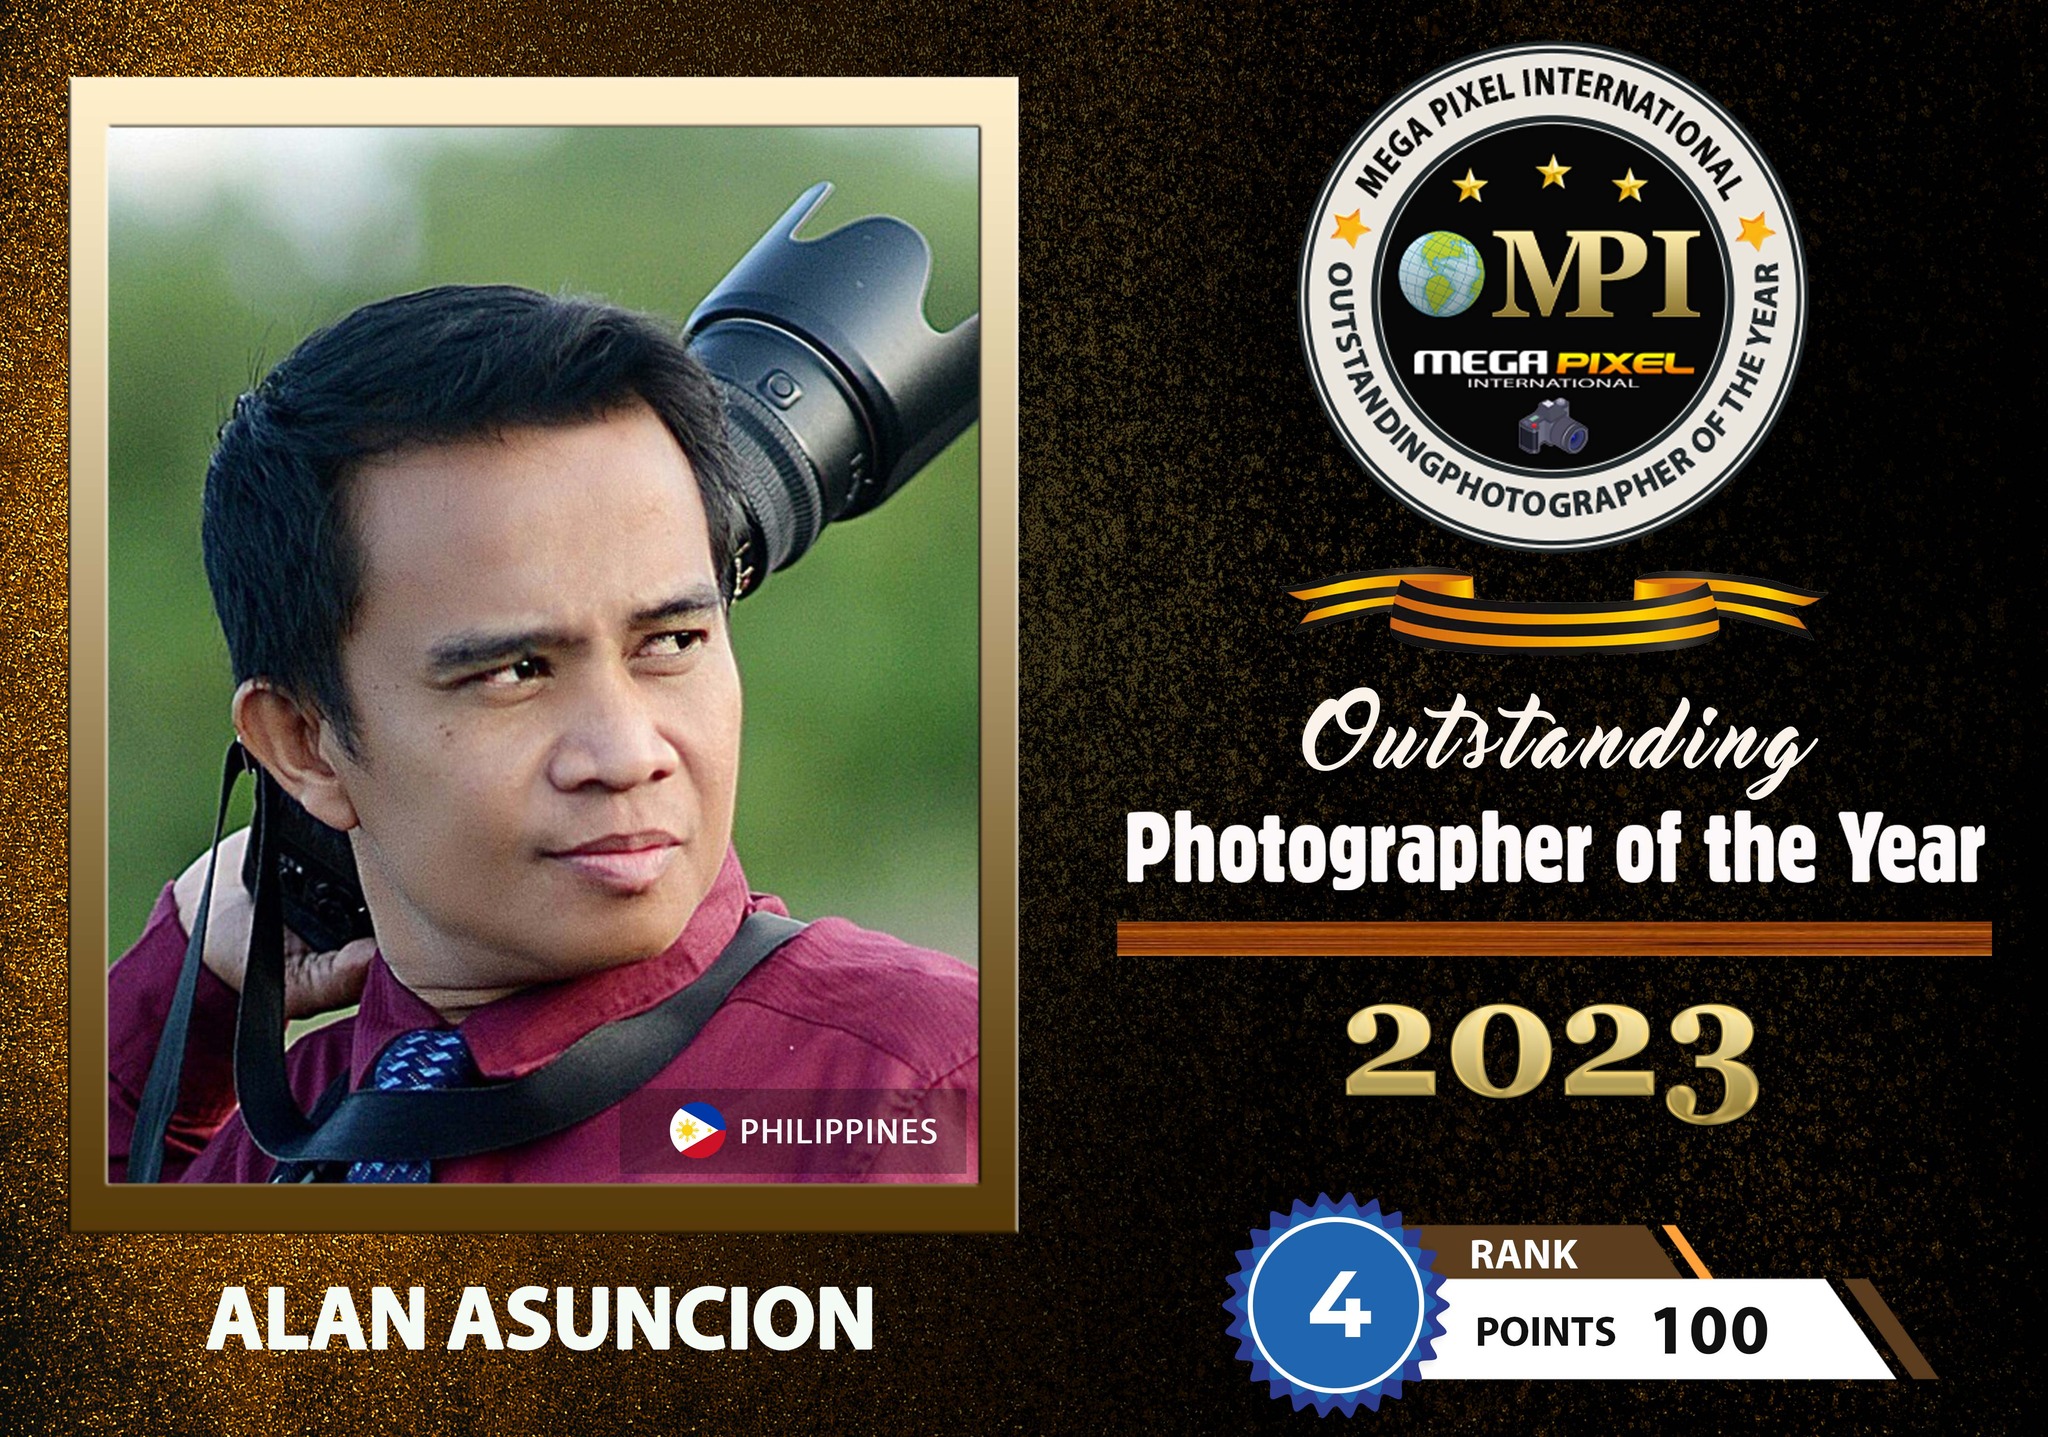 MEGA PIXEL INTERNATIONAL
MPI
MEGA PIXEL
INTERNATIONAL
OUTSTANDINGPHOTOGRAPHER OF THE YEAR
Outstanding
Photographer of the Year
2023
PHILIPPINES
ALAN ASUNCION
RANK
4
POINTS 100